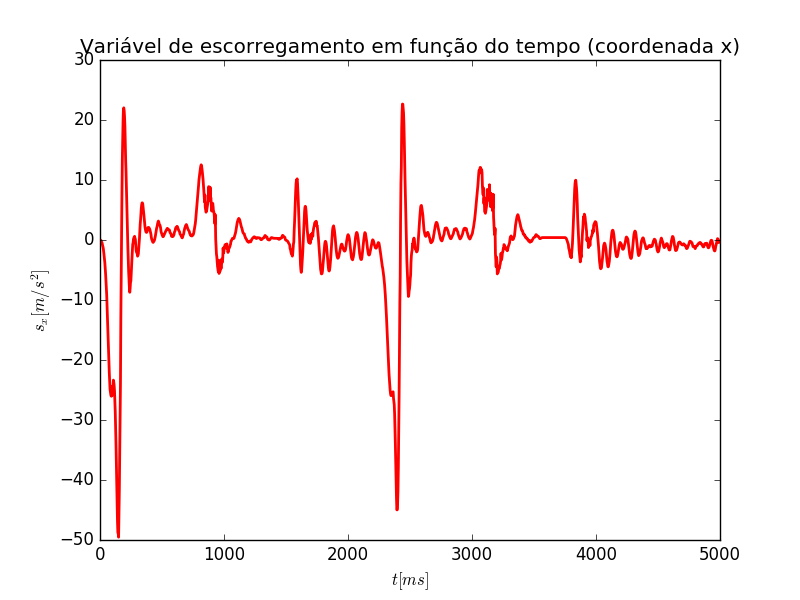 Variável de escorregamento em função do tempo (coordenada x)
30
20
10
0
−10
−20
−30
−40
−50
s_x[m/s^2]
0 1000 2000 3000 4000 5000
t[ms]